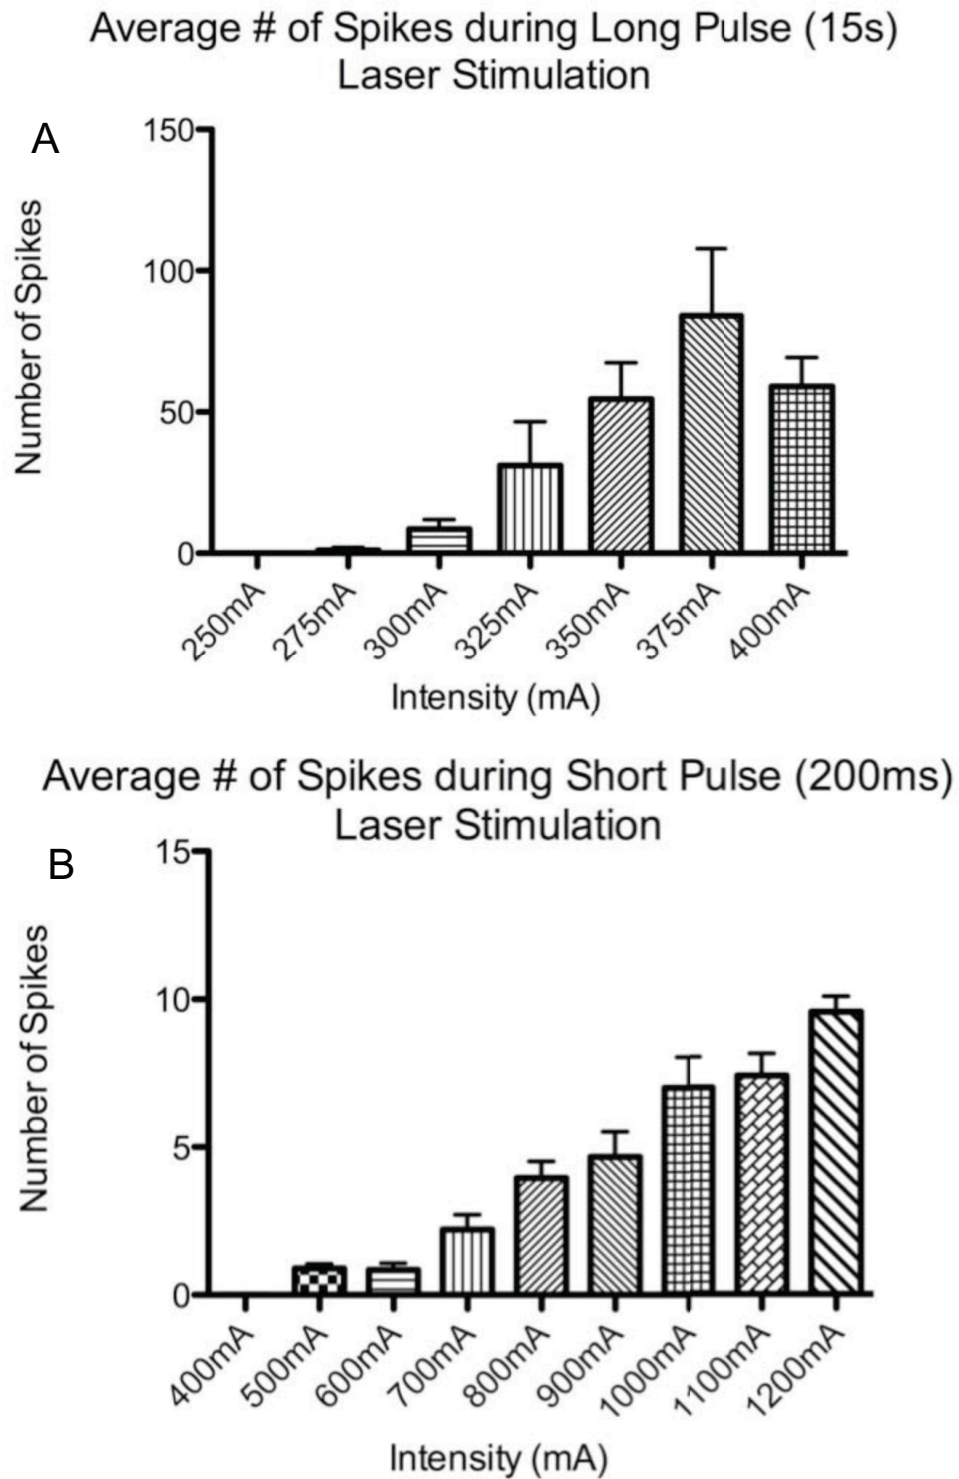 Average # of Spikes during Long Pulse (15s)
Laser Stimulation
A
Number of Spikes
150
100
50
0
250mA
275mA
300mA
325mA
350mA
375mA
400mA
Intensity (mA)
Average # of Spikes during Short Pulse (200ms)
Laser Stimulation
B
Number of Spikes
15
10
5
0
400mA
500mA
600mA
700mA
800mA
900mA
1000mA
1100mA
1200mA
Intensity (mA)